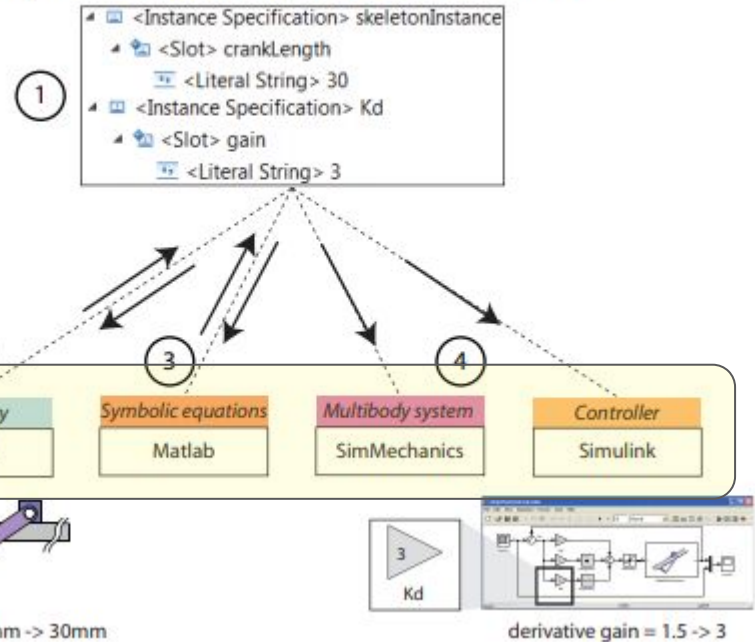 <Instance Specification> skeletonInstance
<Slot> crankLength
<Literal String> 30
<Instance Specification> Kd
<Slot> gain
<Literal String> 3
1
3
4
y
Symbolic equations
Multibody system
Controller
Matlab
SimMechanics
Simulink
3
Kd
m -> 30mm
derivative gain = 1.5 -> 3